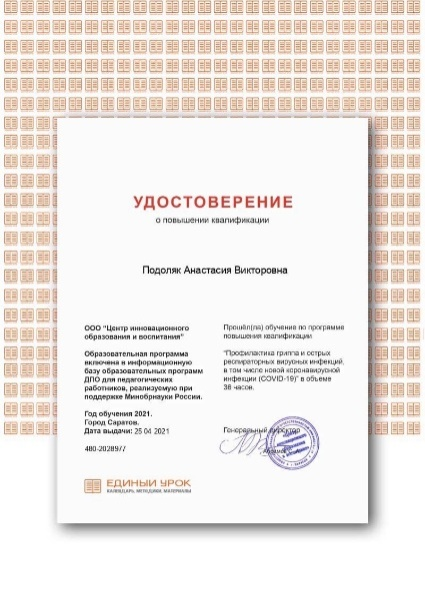 УДОСТОВЕРЕНИЕ
о повышении квалификации
Подоляк Анастасия Викторовна
ООО "Центр инновационного
образования и воспитания"
Образовательная программа
включена в информационную
базу образовательных программ
ДПО для педагогических
работников, реализуемую при
поддержке Минобрнауки России.
Год обучения 2021.
Город Саратов.
Дата выдачи: 25 04 2021
480-2028977
Прошёл(ла) обучение по программе
повышения квалификации
"Профилактика гриппа и острых
респираторных вирусных инфекций,
в том числе новой коронавирусной
инфекции (COVID-19)" в объеме
36 часов.
Генеральный директор
ЕДИНЫЙ УРОК
КАЛЕНДАРЬ, МЕТОДИКИ, МАТЕРИАЛЫ